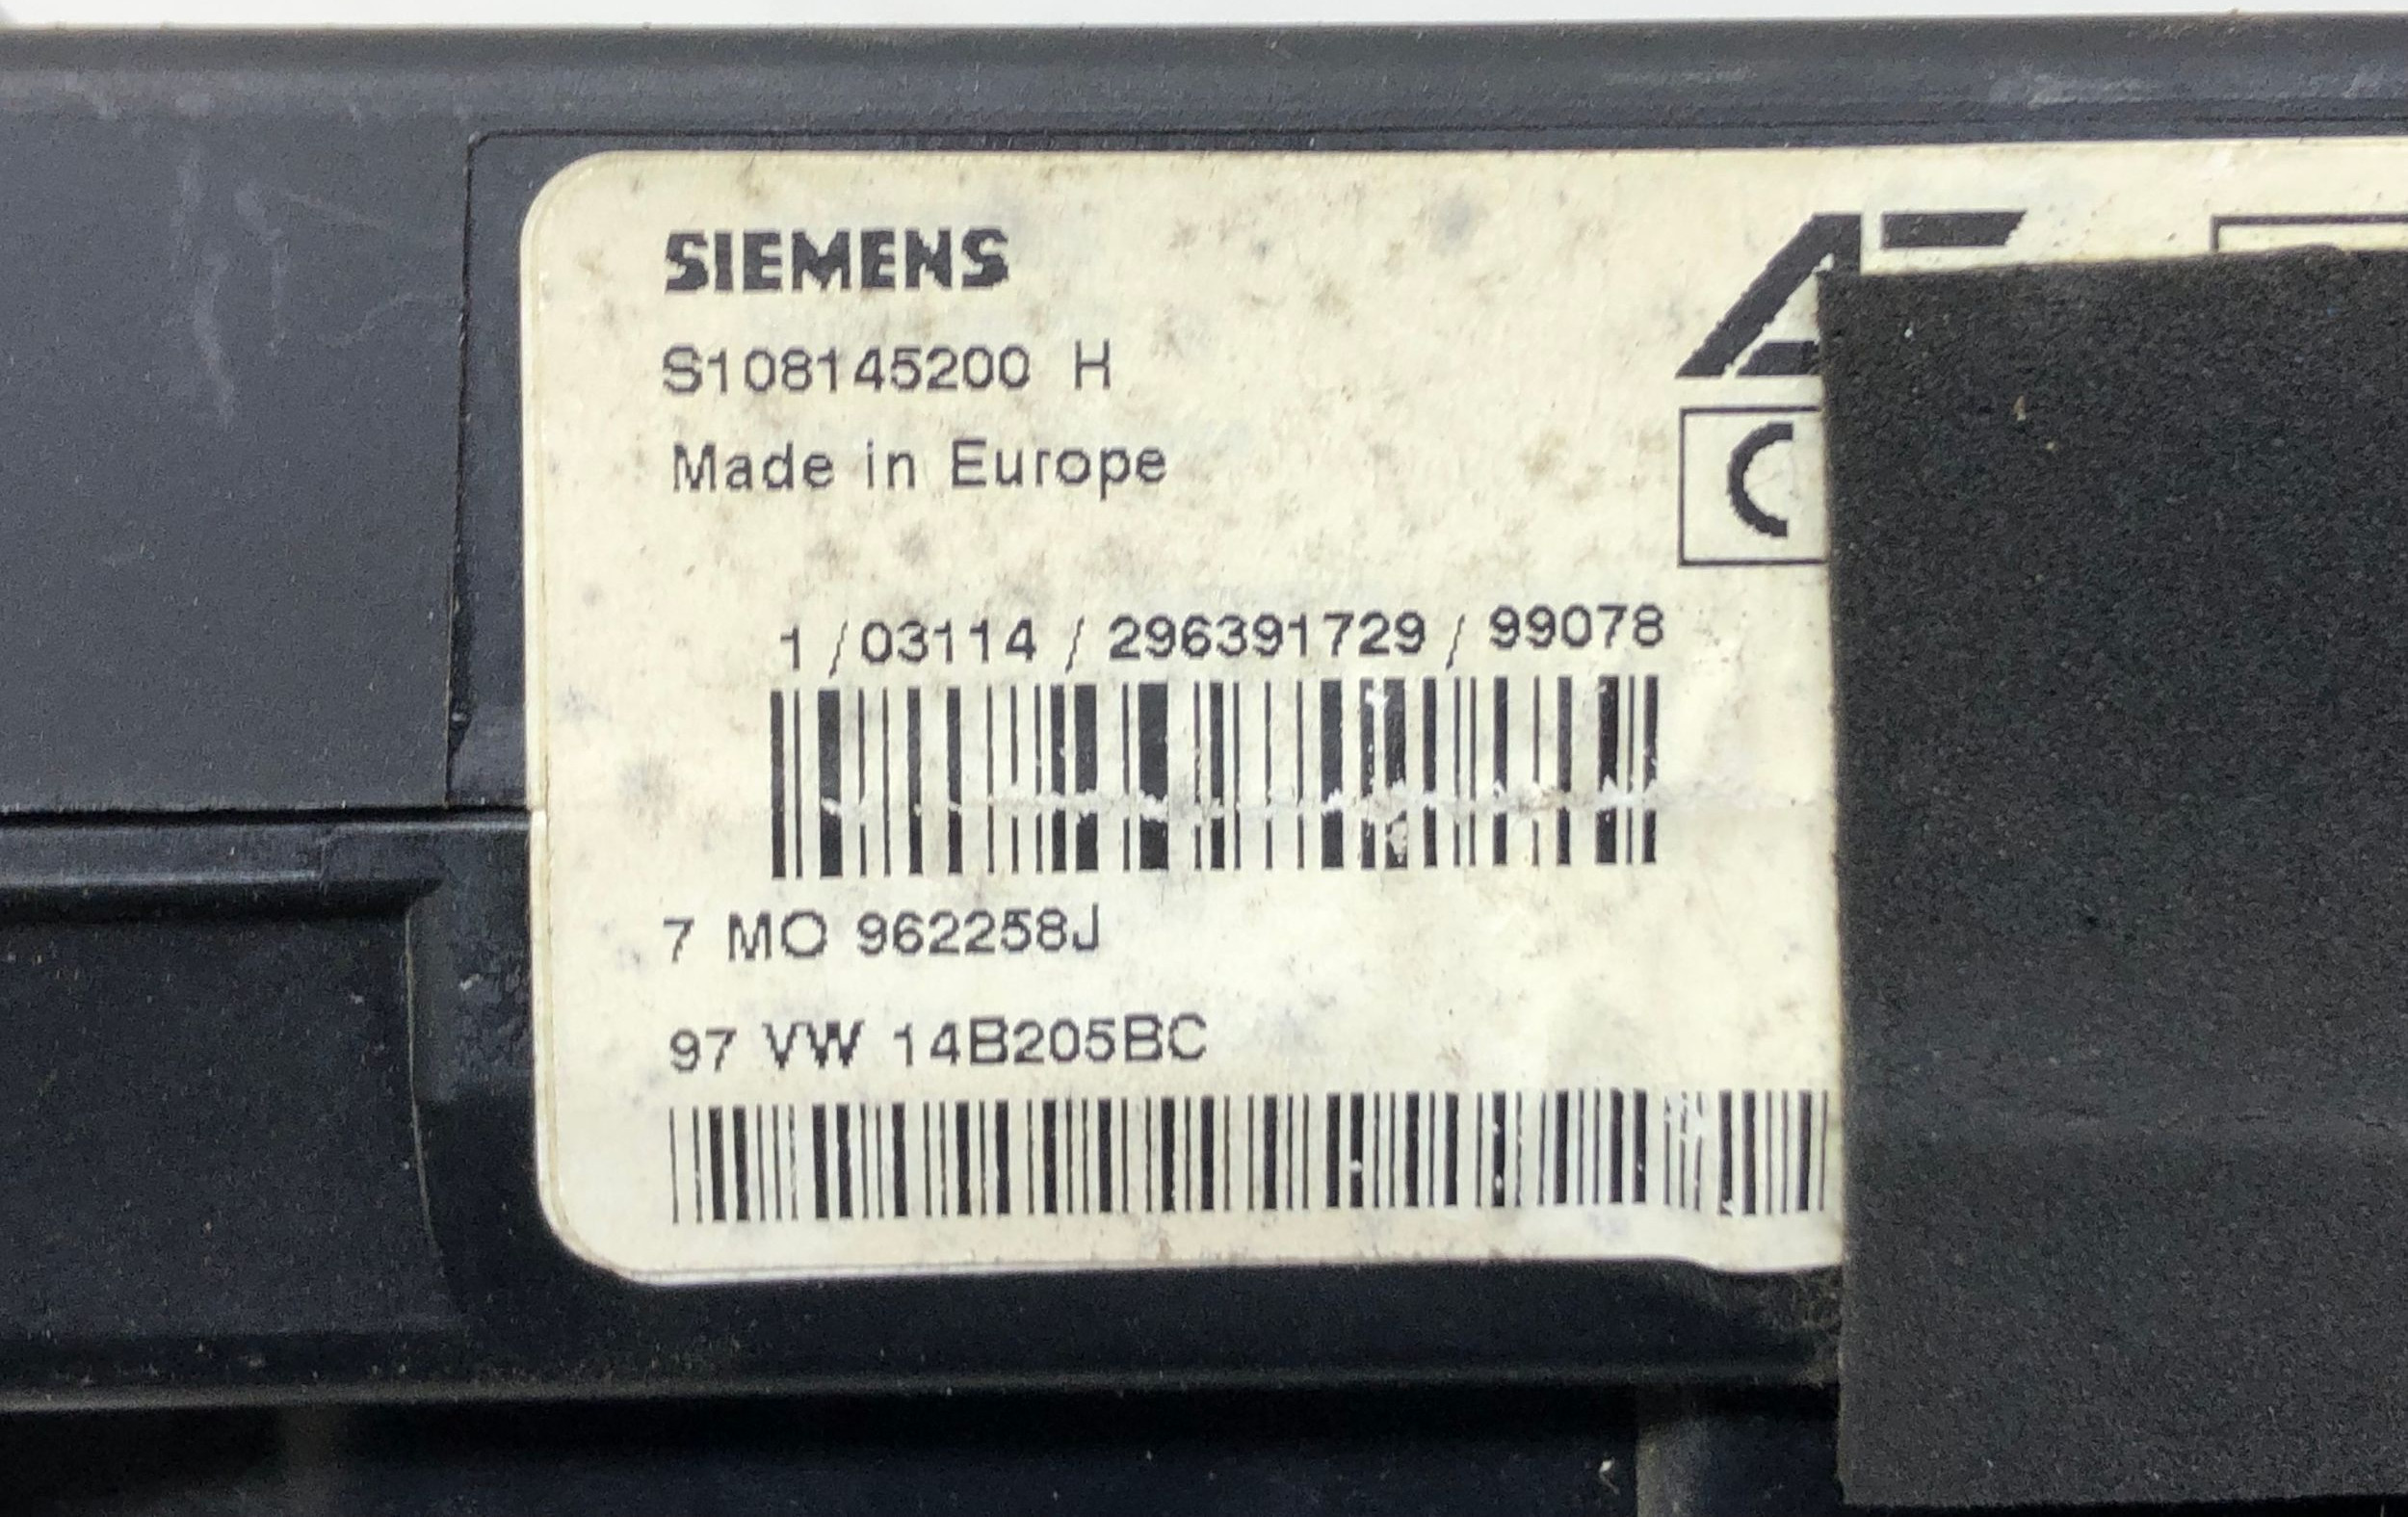 SIEMENS
S108145200 H
Made in Europe
1 / 03114 / 296391729 / 99078
7 MO 962258J
97 VW 14B205BC